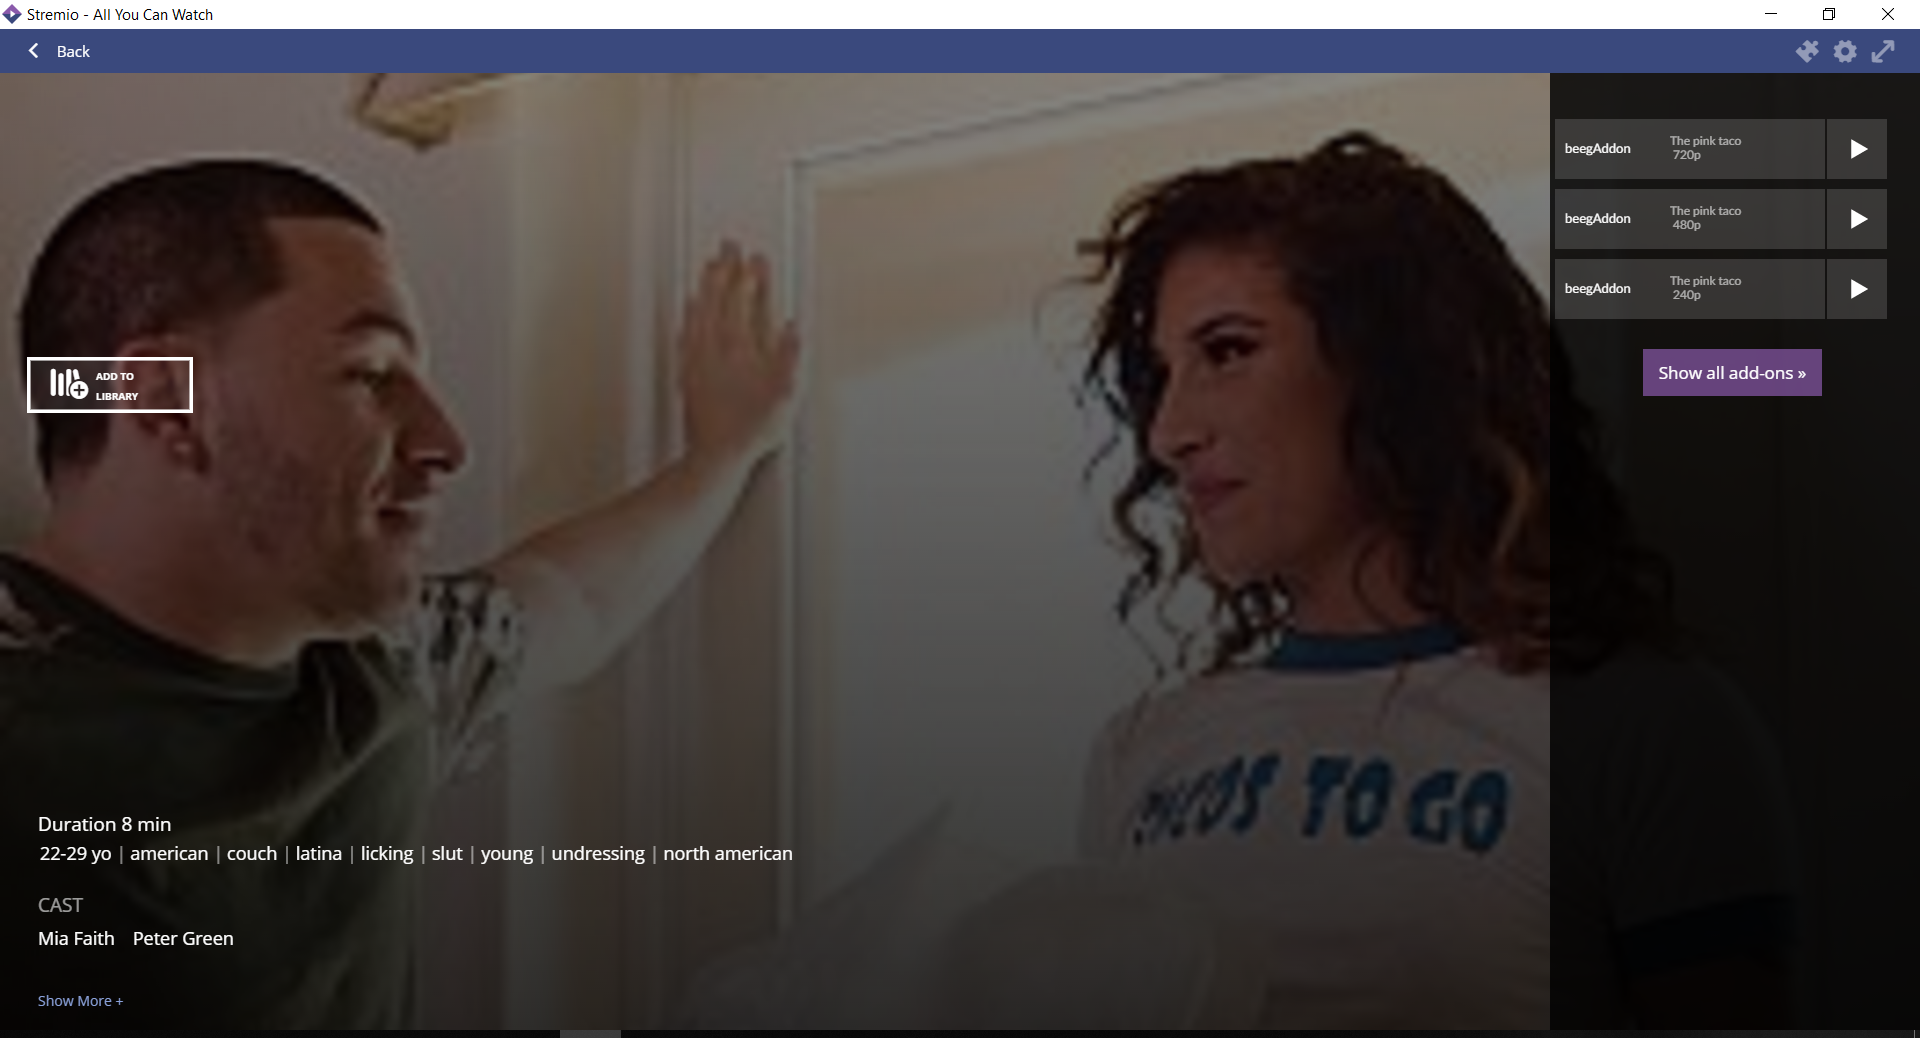 Stremio - All You Can Watch
Back
beegAddon
The pink taco
720p
beegAddon
The pink taco
480p
beegAddon
The pink taco
240p
Show all add-ons »
ADD TO
LIBRARY
TO GO
Duration 8 min
22-29 yo | american | couch | latina | licking | slut | young | undressing | north american
CAST
Mia Faith Peter Green
Show More +